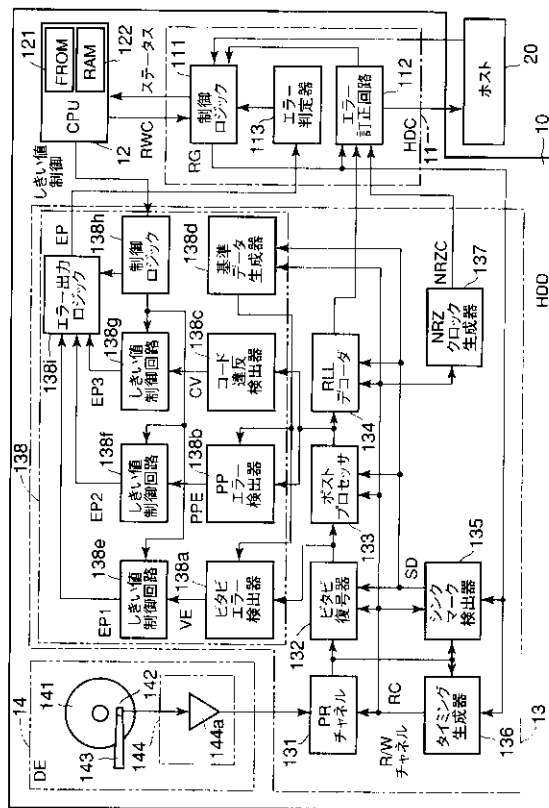 141
142
143
144
144a
14
DE
PR
チャネル
131
ビタビ
復号器
132
ポスト
プロセッサ
133
RLL
デコーダ
134
シンク
マーク
検出器
135
タイミング
生成器
136
NRZ
クロック
生成器
137
R/W
チャネル
RC
SD
NRZC
13
138
ビタビ
エラー
検出器
138a
PP
エラー
検出器
138b
コード
違反
検出器
138c
基準
データ
生成器
138d
しきい値
制御回路
138e
しきい値
制御回路
138f
しきい値
制御回路
138g
制御
ロジック
138h
エラー出力
ロジック
138i
VE
PPE
CV
EP1
EP2
EP3
EP
しきい値
制御
FROM
RAM
CPU
121
122
12
RWC
ステータス
制御
ロジック
111
エラー
判定器
113
エラー
訂正回路
112
RG
HDC
11
ホスト
20
10
HDD